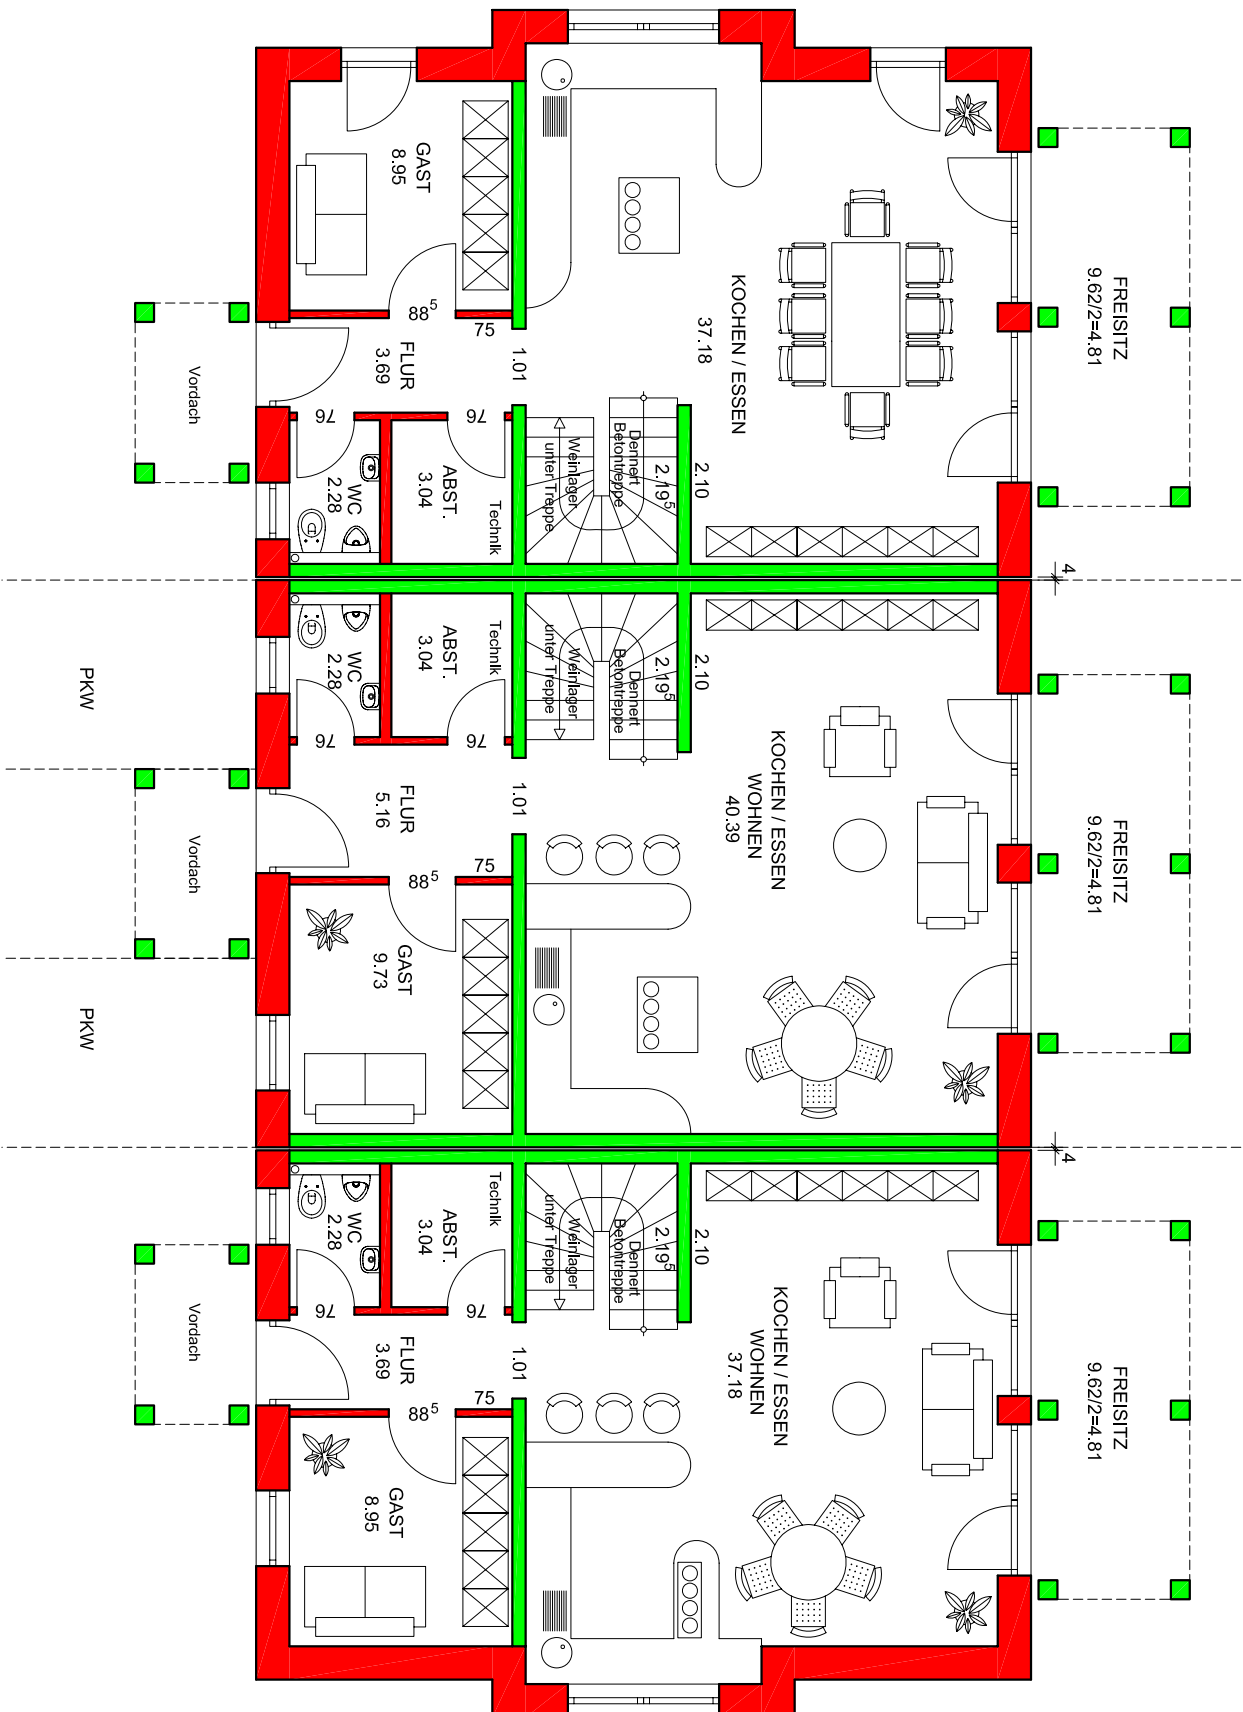 FREISITZ
9.62/2=4.81
KOCHEN / ESSEN
37.18
GAST
8.95
88⁵
75
FLUR
3.69
1.01
Vordach
76
76
WC
2.28
ABST.
3.04
Technik
Weinlager
unter Treppe
Dennert
Betontreppe
2.19⁵
2.10
4
FREISITZ
9.62/2=4.81
KOCHEN / ESSEN
WOHNEN
40.39
2.10
2.19⁵
Dennert
Betontreppe
Weinlager
unter Treppe
Technik
ABST.
3.04
WC
2.28
76
76
1.01
FLUR
5.16
75
88⁵
GAST
9.73
Vordach
PKW
PKW
4
FREISITZ
9.62/2=4.81
KOCHEN / ESSEN
WOHNEN
37.18
2.10
2.19⁵
Dennert
Betontreppe
Weinlager
unter Treppe
Technik
ABST.
3.04
WC
2.28
76
76
1.01
FLUR
3.69
75
88⁵
GAST
8.95
Vordach